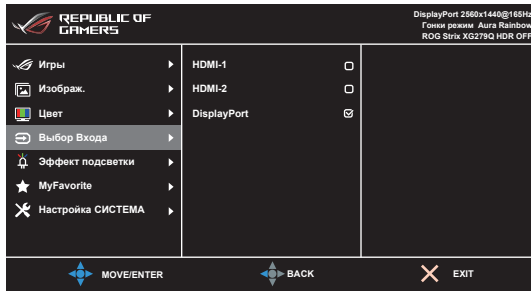 REPUBLIC OF
GAMERS
DisplayPort 2560x1440@165Hz
Гонки режим Aura Rainbow
ROG Strix XG279Q HDR OFF
Игры
HDMI-1
Изображ.
HDMI-2
Цвет
DisplayPort
Выбор Входа
Эффект подсветки
MyFavorite
Настройка СИСТЕМА
MOVE/ENTER
BACK
EXIT